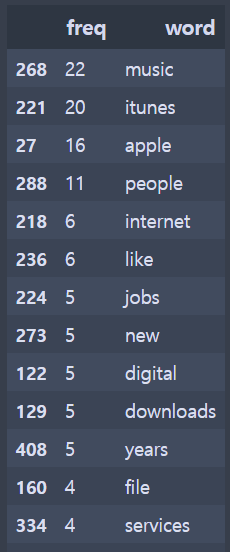 freq word
268 22 music
221 20 itunes
27 16 apple
288 11 people
218 6 internet
236 6 like
224 5 jobs
273 5 new
122 5 digital
129 5 downloads
408 5 years
160 4 file
334 4 services